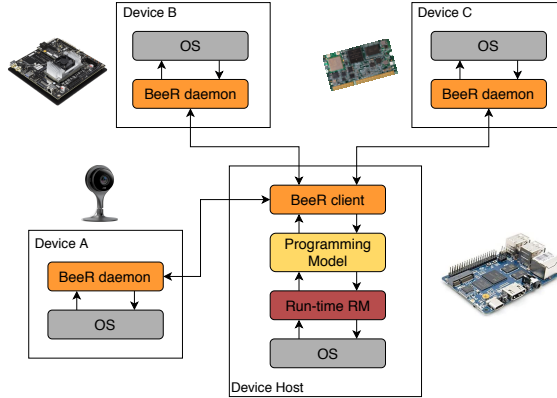 Device B
OS
BeeR daemon
Device C
OS
BeeR daemon
Device A
BeeR daemon
OS
BeeR client
Programming
Model
Run-time RM
OS
Device Host